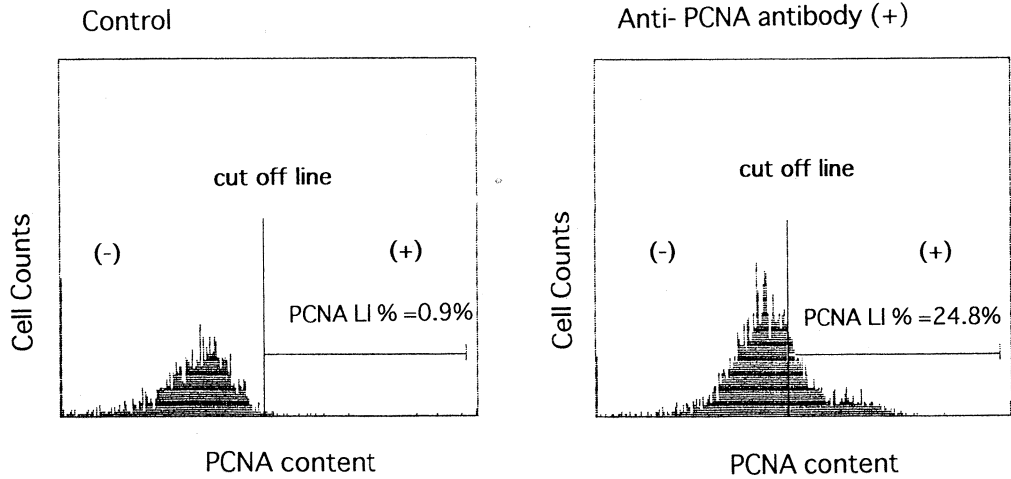 Control
cut off line
(-)
(+)
PCNA LI % =0.9%
Cell Counts
PCNA content
Anti- PCNA antibody (+)
cut off line
(-)
(+)
PCNA LI % =24.8%
Cell Counts
PCNA content